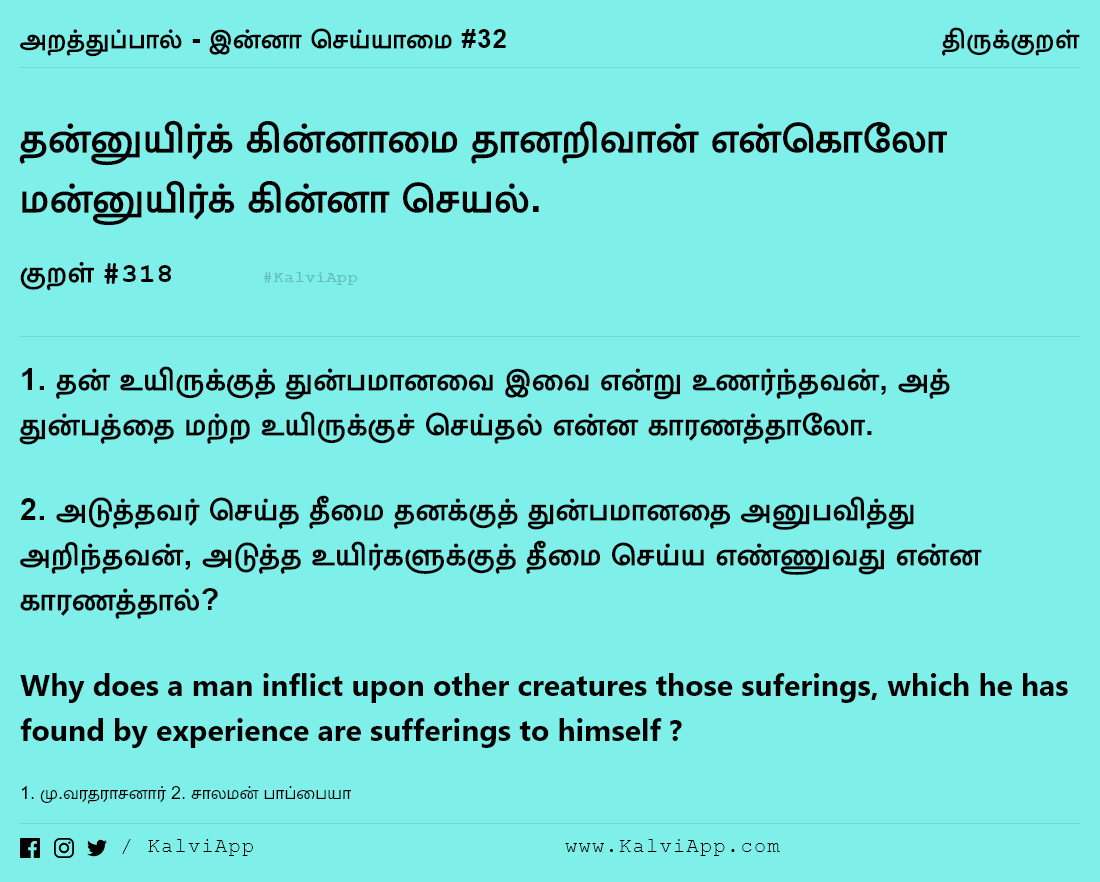 அறத்துப்பால் - இன்னா செய்யாமை #32 திருக்குறள்
தன்னுயிர்க் கின்னாமை தானறிவான் என்கொலோ
மன்னுயிர்க் கின்னா செயல்.
குறள் #318 #KalviApp
1. தன் உயிருக்குத் துன்பமானவை இவை என்று உணர்ந்தவன், அத்
துன்பத்தை மற்ற உயிருக்குச் செய்தல் என்ன காரணத்தாலோ.
2. அடுத்தவர் செய்த தீமை தனக்குத் துன்பமானதை அனுபவித்து
அறிந்தவன், அடுத்த உயிர்களுக்குத் தீமை செய்ய எண்ணுவது என்ன
காரணத்தால்?
Why does a man inflict upon other creatures those suferings, which he has
found by experience are sufferings to himself ?
1. மு.வரதராசனார் 2. சாலமன் பாப்பையா
/ KalviApp www.KalviApp.com